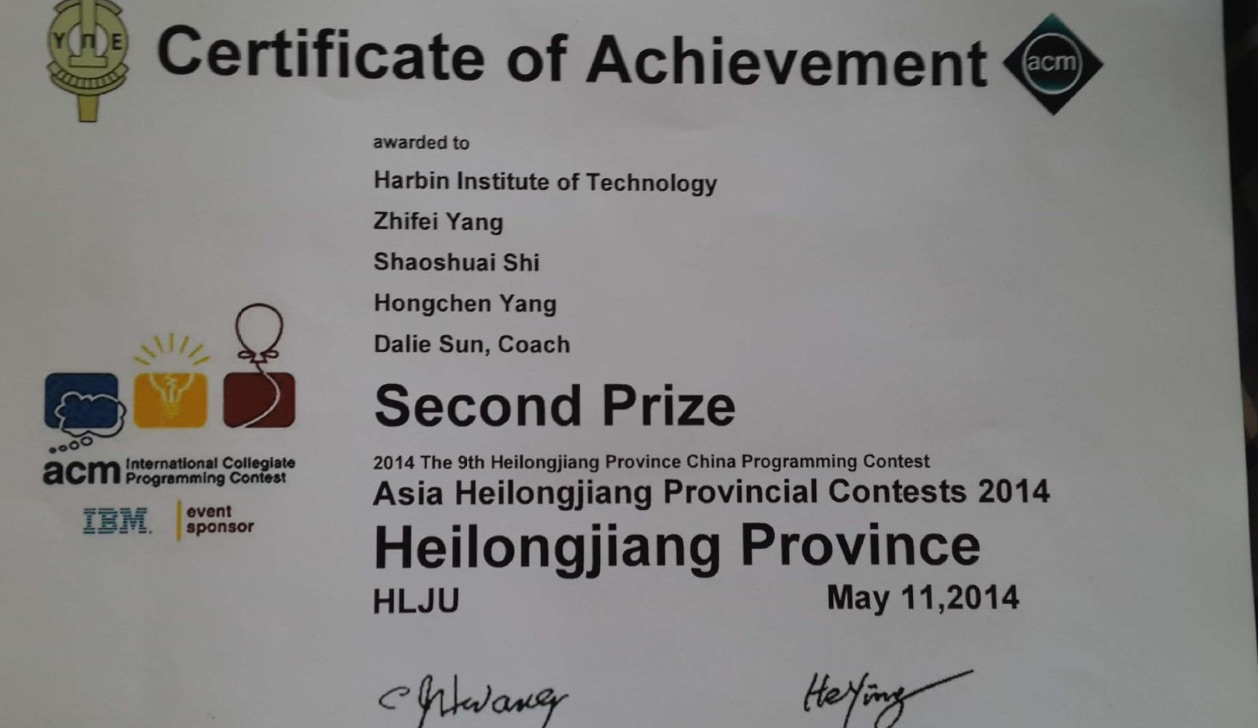 Y Π E
Certificate of Achievement
acm
awarded to
Harbin Institute of Technology
Zhifei Yang
Shaoshuai Shi
Hongchen Yang
Dalie Sun, Coach
Second Prize
acm International Collegiate
Programming Contest
IBM. event
sponsor
2014 The 9th Heilongjiang Province China Programming Contest
Asia Heilongjiang Provincial Contests 2014
Heilongjiang Province
HLJU May 11,2014
He Ying